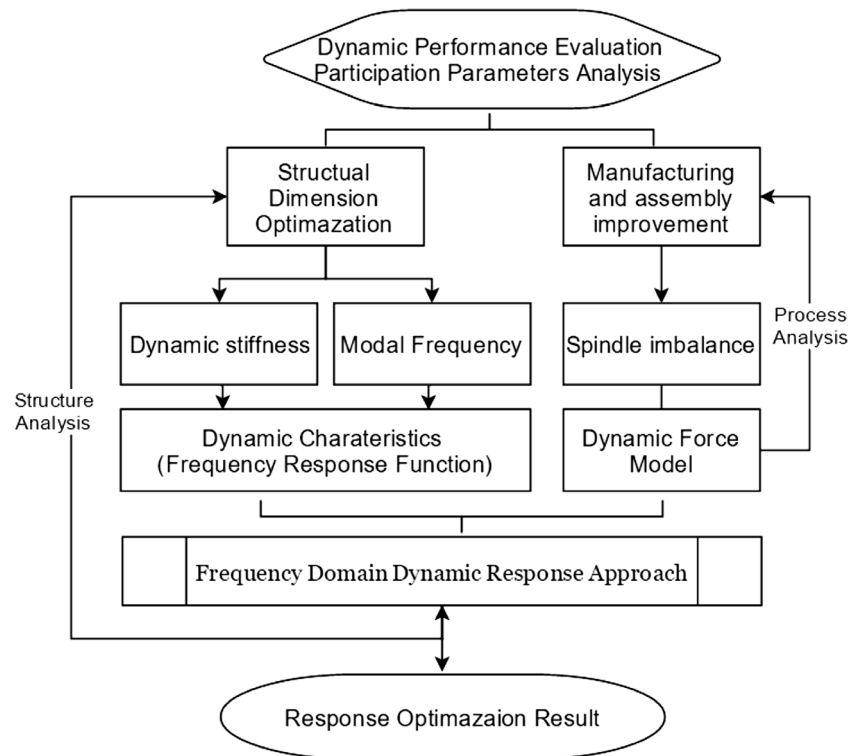 Dynamic Performance Evaluation
Participation Parameters Analysis
Structual
Dimension
Optimazation
Manufacturing
and assembly
improvement
Process
Analysis
Dynamic stiffness
Modal Frequency
Spindle imbalance
Structure
Analysis
Dynamic Charateristics
(Frequency Response Function)
Dynamic Force
Model
Frequency Domain Dynamic Response Approach
Response Optimazaion Result